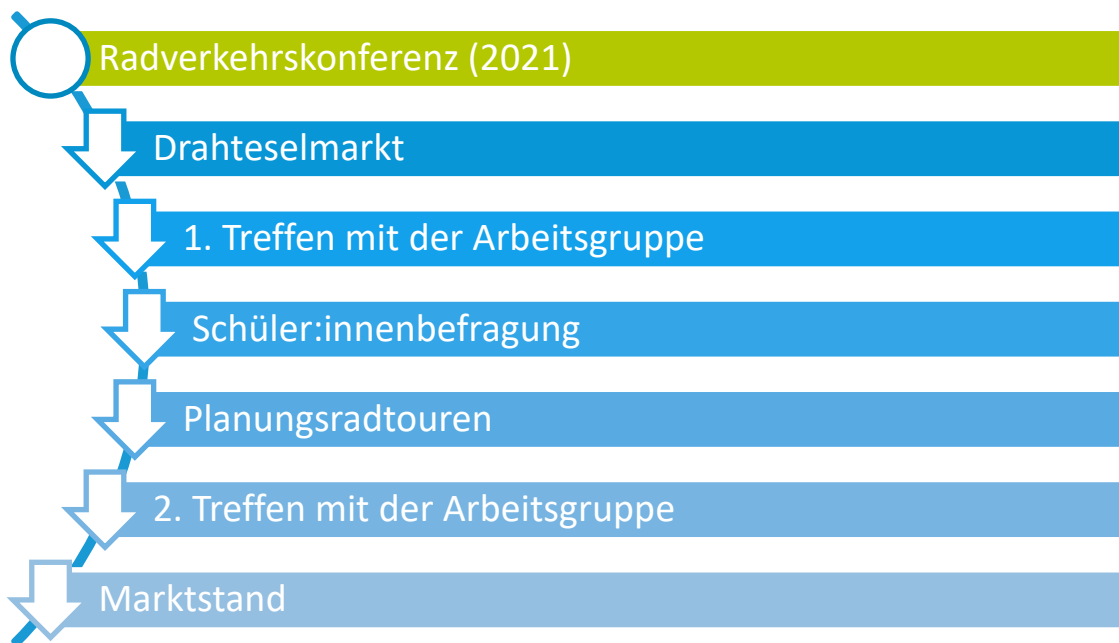 Radverkehrskonferenz (2021)
Drahteselmarkt
1. Treffen mit der Arbeitsgruppe
Schüler:innenbefragung
Planungsradtouren
2. Treffen mit der Arbeitsgruppe
Marktstand